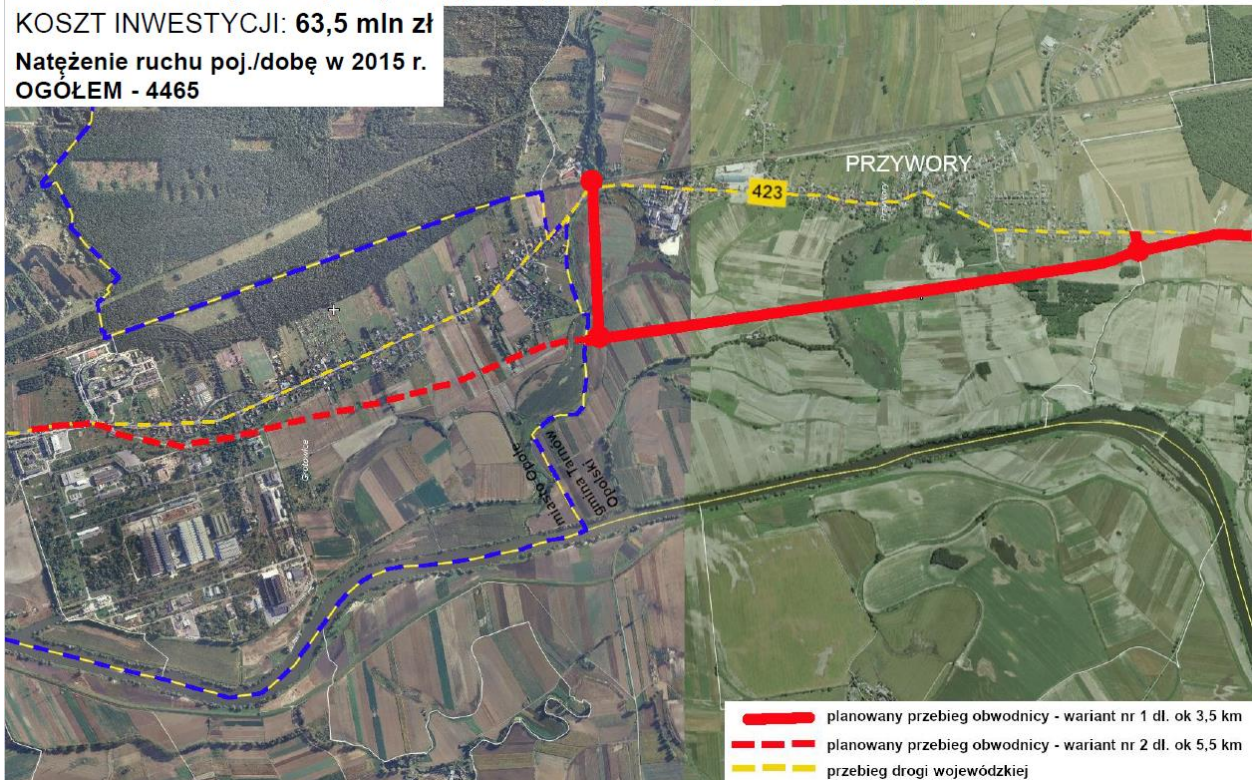 KOSZT INWESTYCJI: 63,5 mln zł
Natężenie ruchu poj./dobę w 2015 r.
OGÓŁEM - 4465
PRZYWORY
423
Grotowice
miasto Opole
gmina Tarnów
Opolski
planowany przebieg obwodnicy - wariant nr 1 dł. ok 3,5 km
planowany przebieg obwodnicy - wariant nr 2 dł. ok 5,5 km
przebieg drogi wojewódzkiej